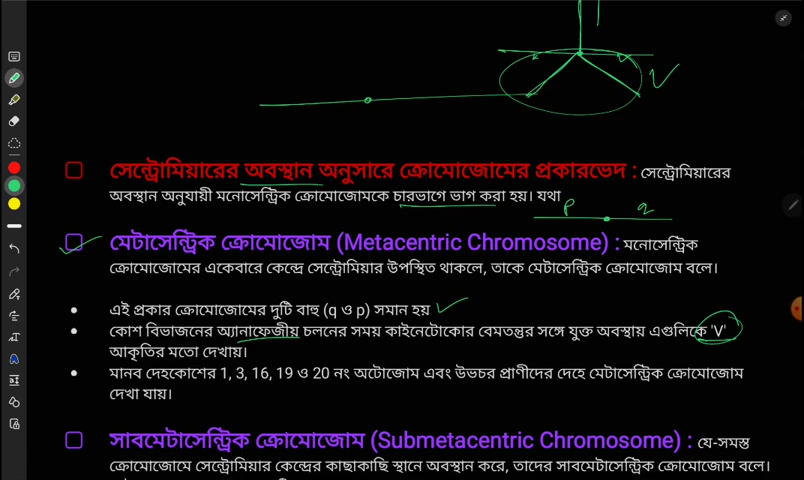 V
সেন্ট্রোমিয়ারের অবস্থান অনুসারে ক্রোমোজোমের প্রকারভেদ : সেন্ট্রোমিয়ারের
অবস্থান অনুযায়ী মনোসেন্ট্রিক ক্রোমোজোমকে চারভাগে ভাগ করা হয়। যথা
p q
মেটাসেন্ট্রিক ক্রোমোজোম (Metacentric Chromosome) : মনোসেন্ট্রিক
ক্রোমোজোমের একেবারে কেন্দ্রে সেন্ট্রোমিয়ার উপস্থিত থাকলে, তাকে মেটাসেন্ট্রিক ক্রোমোজোম বলে।
এই প্রকার ক্রোমোজোমের দুটি বাহু (q ও p) সমান হয়
কোশ বিভাজনের অ্যানাফেজীয় চলনের সময় কাইনেটোকোর বেমতন্তুর সঙ্গে যুক্ত অবস্থায় এগুলিকে 'V'
আকৃতির মতো দেখায়।
মানব দেহকোশের 1, 3, 16, 19 ও 20 নং অটোজোম এবং উভচর প্রাণীদের দেহে মেটাসেন্ট্রিক ক্রোমোজোম
দেখা যায়।
সাবমেটাসেন্ট্রিক ক্রোমোজোম (Submetacentric Chromosome) : যে-সমস্ত
ক্রোমোজোমে সেন্ট্রোমিয়ার কেন্দ্রের কাছাকাছি স্থানে অবস্থান করে, তাদের সাবমেটাসেন্ট্রিক ক্রোমোজোম বলে।